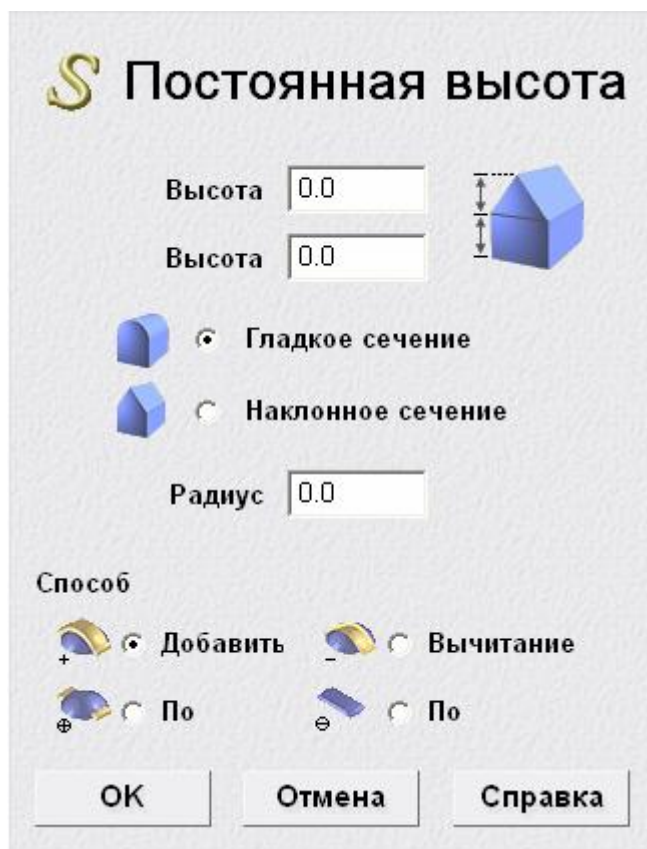 S Постоянная высота
Высота 0.0
Высота 0.0
Гладкое сечение
Наклонное сечение
Радиус 0.0
Способ
Добавить Вычитание
По По
OK Отмена Справка